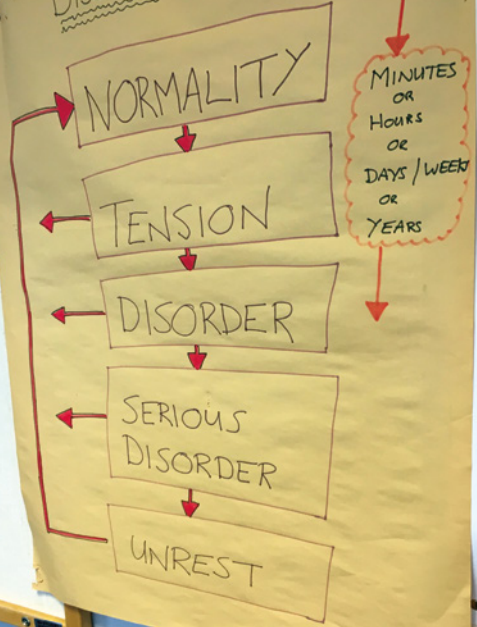 NORMALITY
TENSION
DISORDER
SERIOUS
DISORDER
UNREST
MINUTES
OR
HOURS
OR
DAYS/WEEK
OR
YEARS